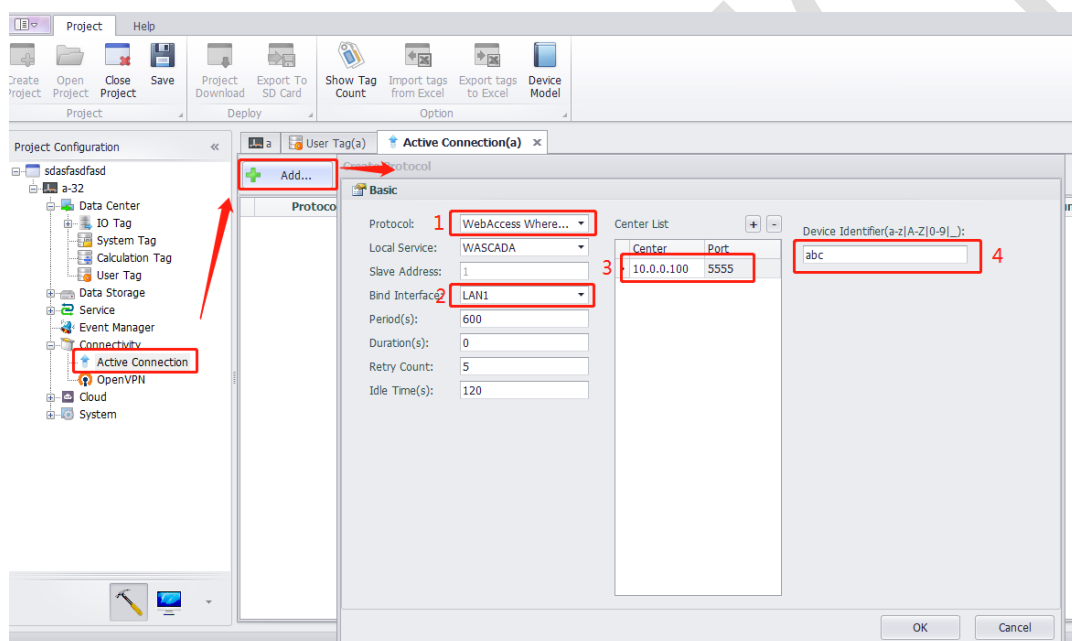 Project Help
Create Open Close Save Project Export To Show Tag Import tags Export tags Device
Project Project Project Download SD Card Count from Excel to Excel Model
Project Deploy Option
Project Configuration
a User Tag(a) Active Connection(a)
sdasfasdfasd
a-32
Data Center
IO Tag
System Tag
Calculation Tag
User Tag
Data Storage
Service
Event Manager
Connectivity
Active Connection
OpenVPN
Cloud
System
Add...
Create Protocol
Basic
Protocol: 1 WebAccess Where...
Local Service: WASCADA
Slave Address: 1
Bind Interface: 2 LAN1
Period(s): 600
Duration(s): 0
Retry Count: 5
Idle Time(s): 120
Center List + -
Center Port
3 10.0.0.100 5555
Device Identifier(a-z|A-Z|0-9|_):
abc 4
OK Cancel